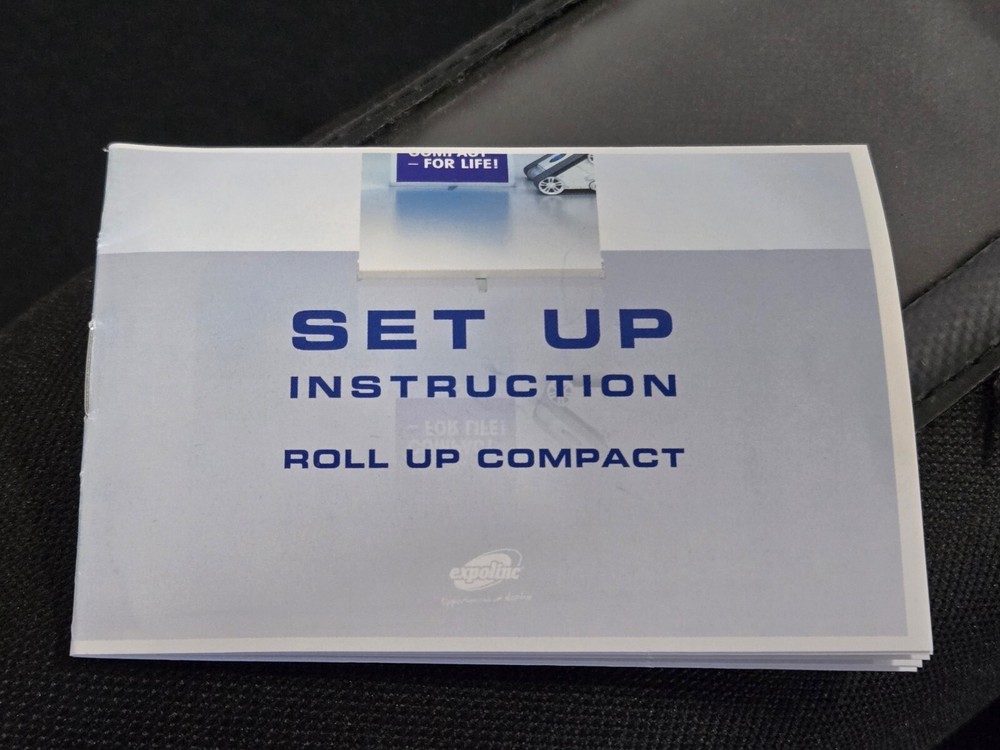 – FOR LIFE!
SET UP
INSTRUCTION
ROLL UP COMPACT
expolinc